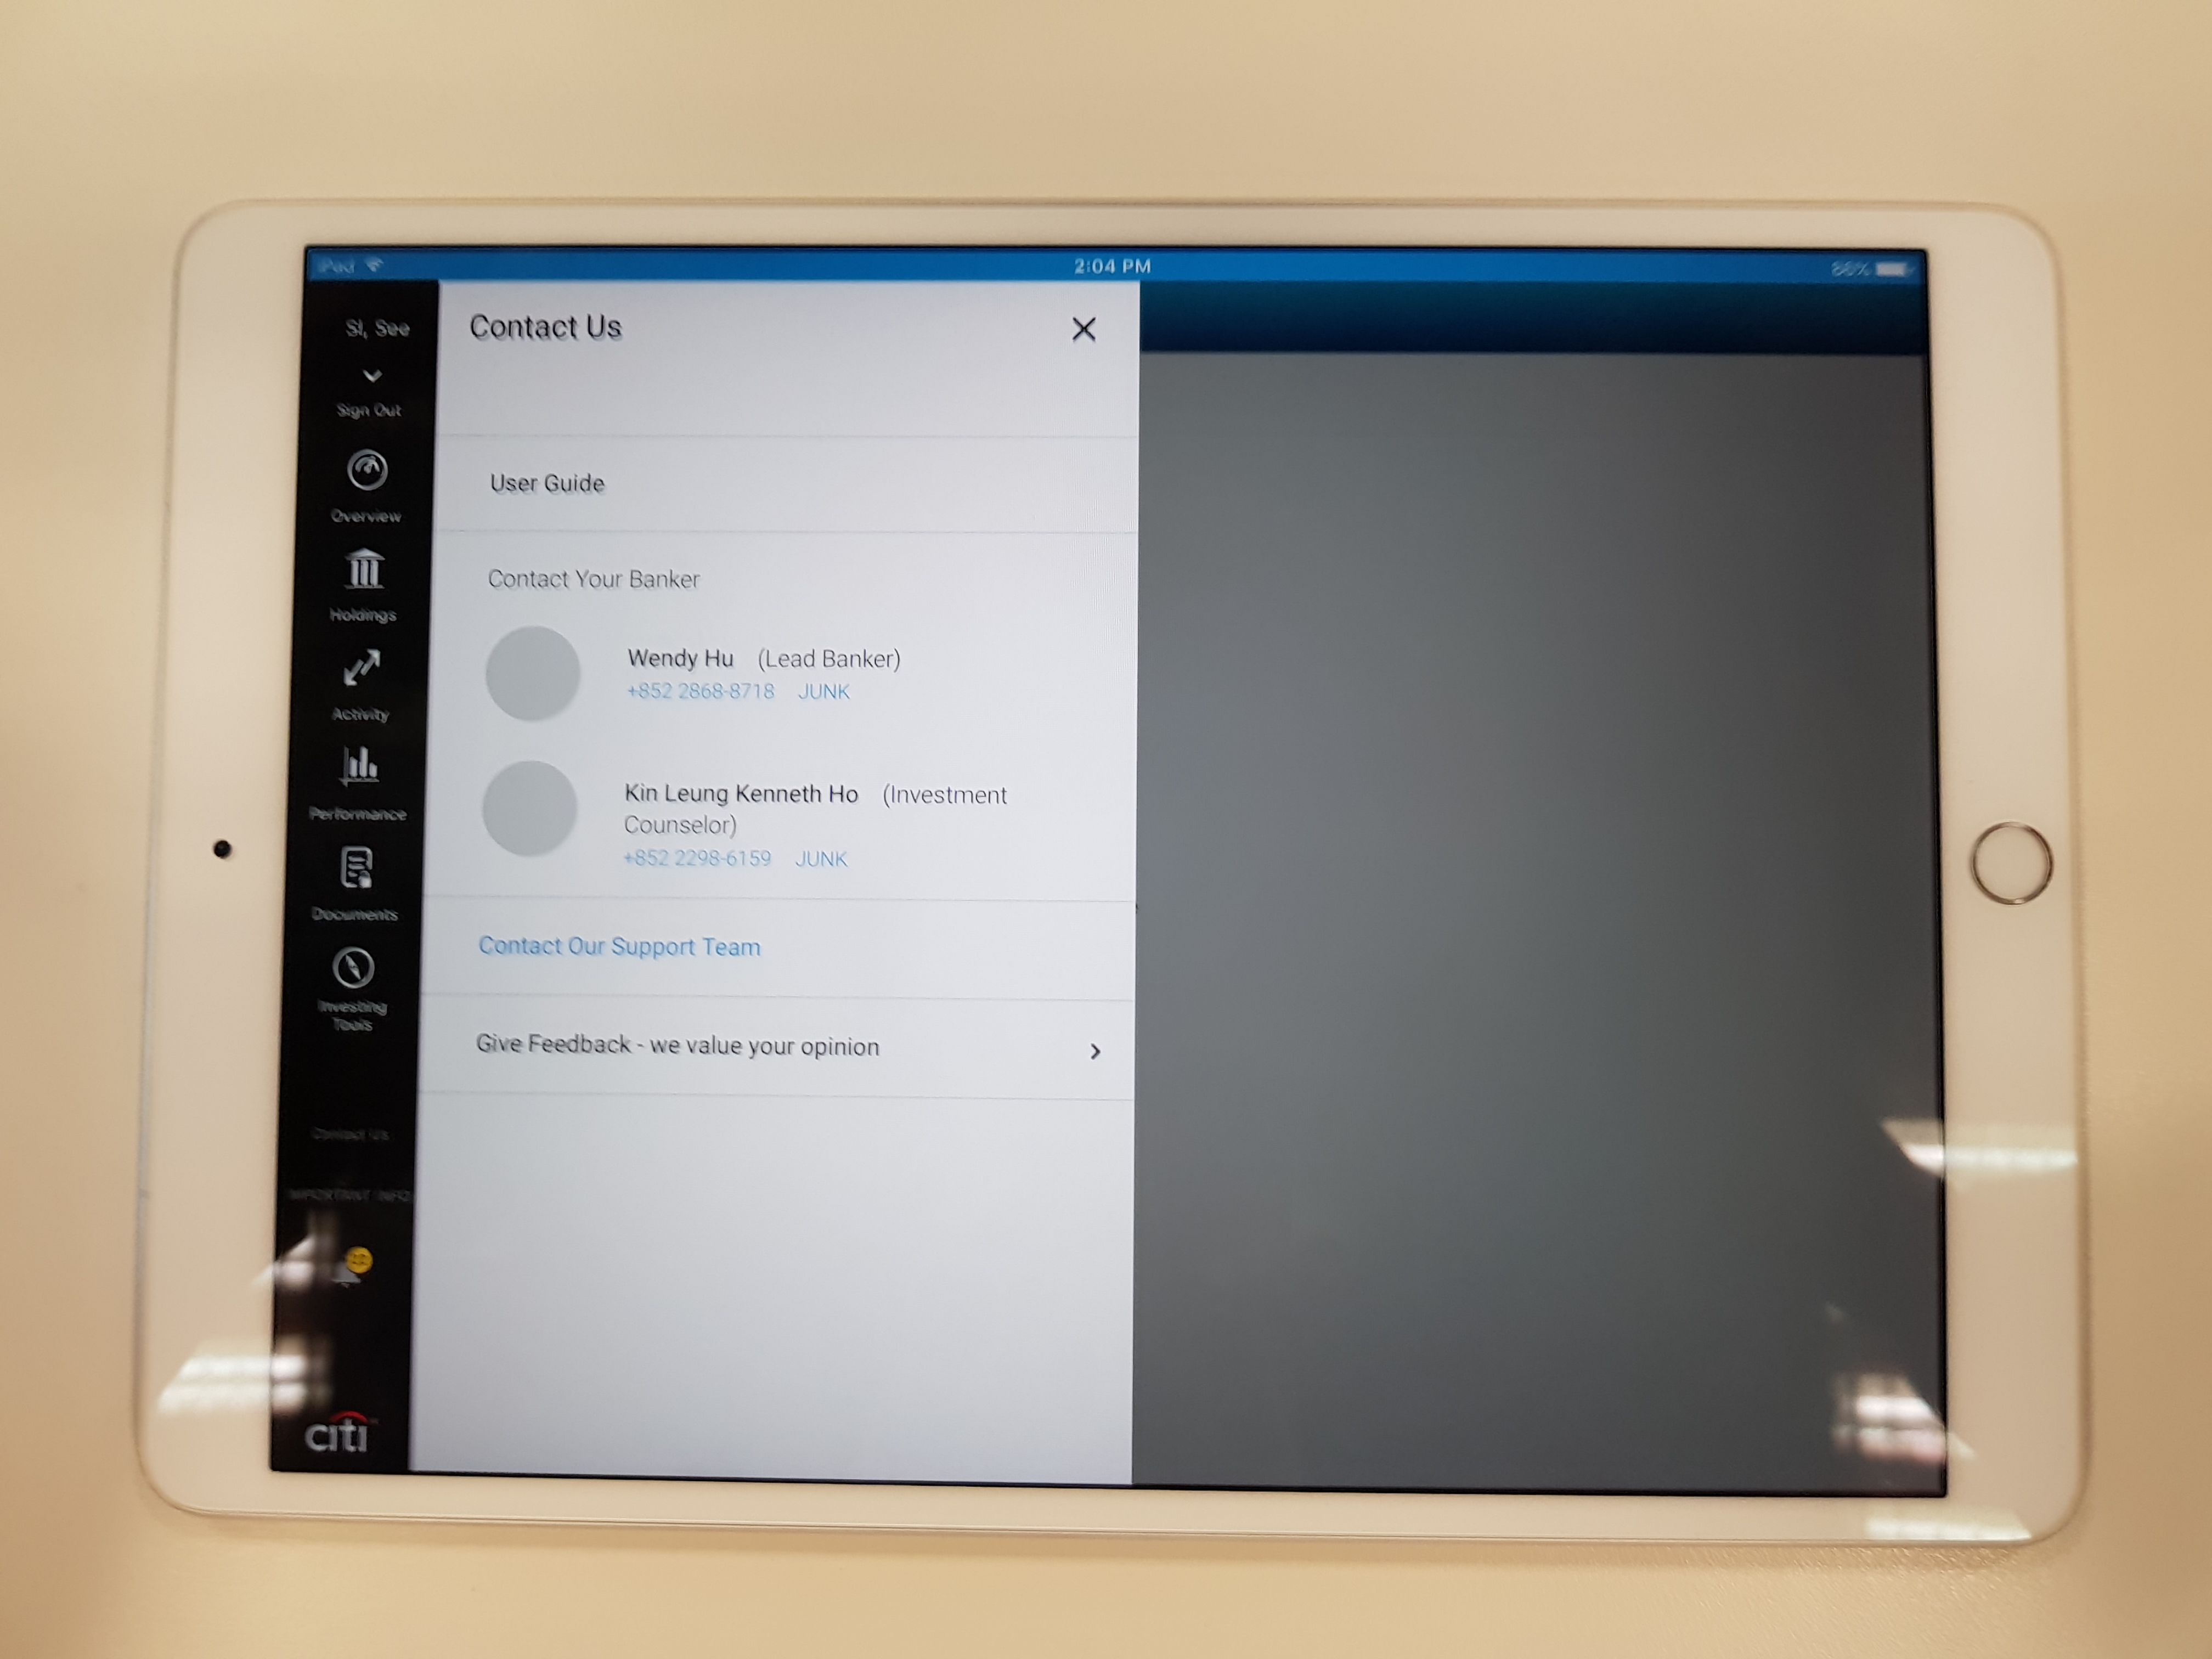 iPad
2:04 PM
SI, See
Sign Out
Overview
Holdings
Activity
Performance
Documents
Investing
Tools
Contact Us
citi
Contact Us
User Guide
Contact Your Banker
Wendy Hu (Lead Banker)
+852 2868-8718 JUNK
Kin Leung Kenneth Ho (Investment
Counselor)
+852 2298-6159 JUNK
Contact Our Support Team
Give Feedback - we value your opinion